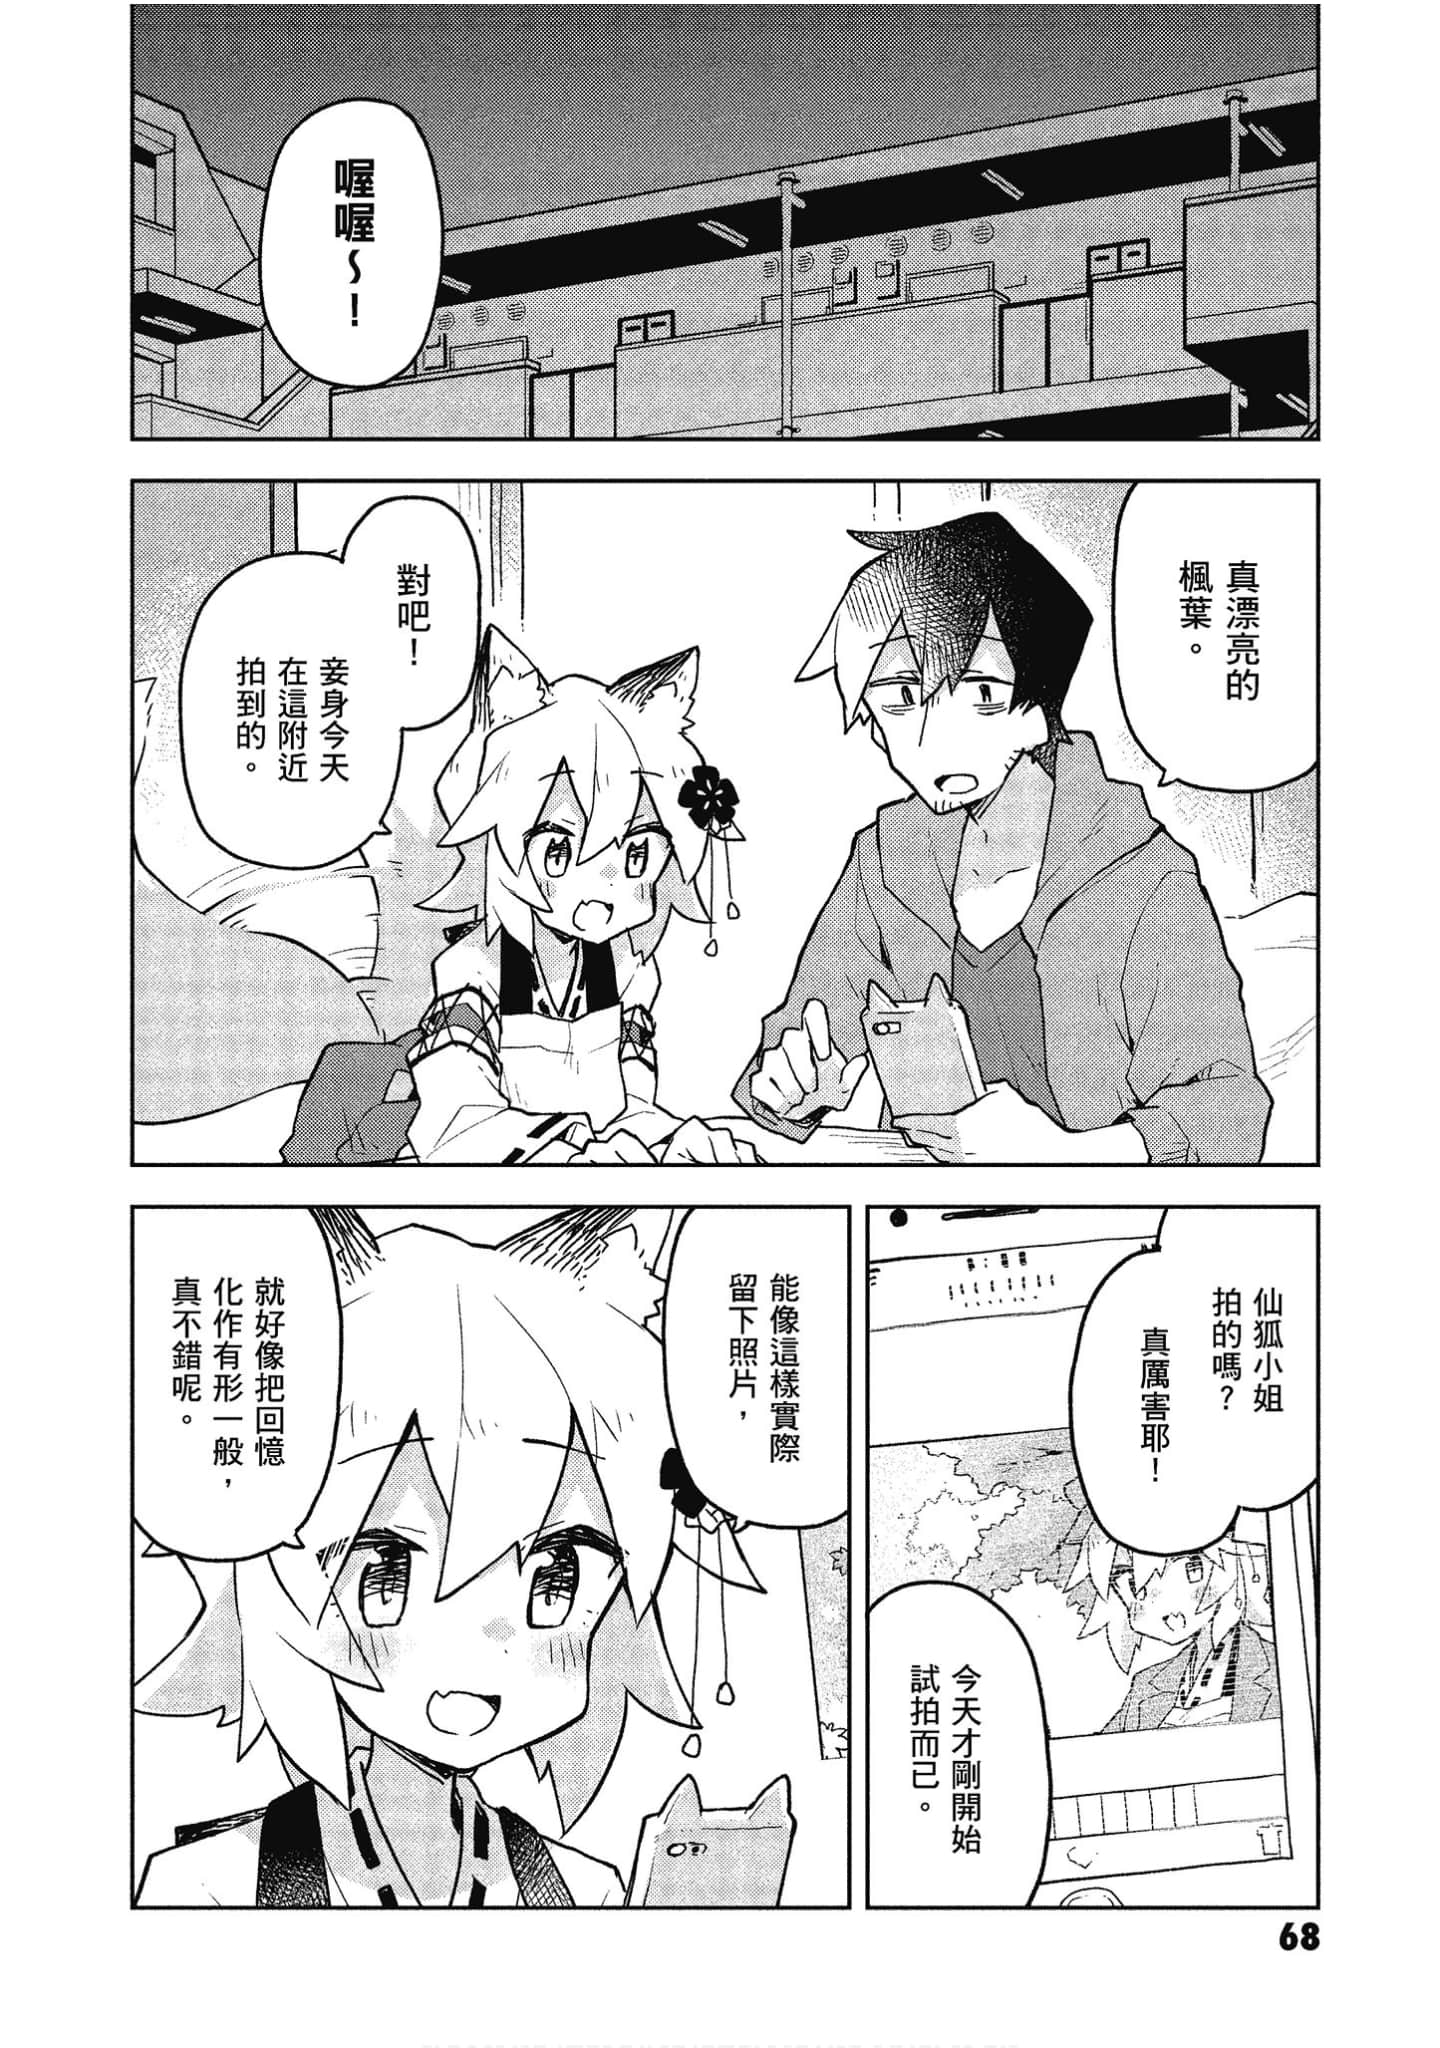 喔喔～！
真漂亮的
楓葉。
對吧！
妾身今天
在這附近
拍到的。
仙狐小姐
拍的嗎？
真厲害耶！
今天才剛開始
試拍而已。
能像這樣實際
留下照片，
就好像把回憶
化作有形一般，
真不錯呢。
68